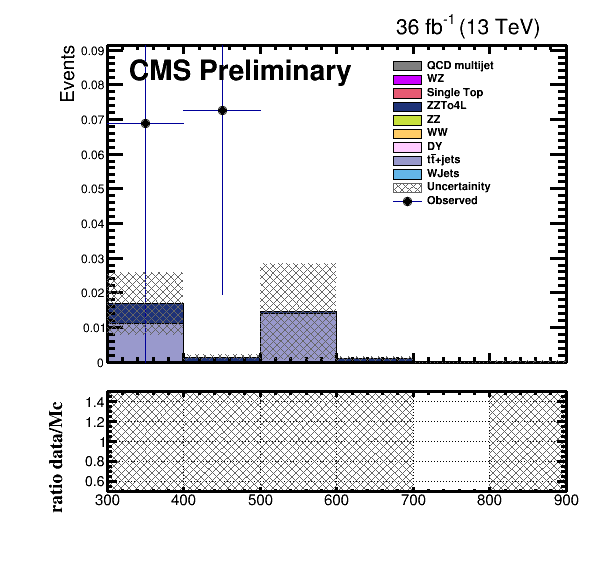 36 fb⁻¹ (13 TeV)
Events
CMS Preliminary
0.09
0.08
0.07
0.06
0.05
0.04
0.03
0.02
0.01
0
QCD multijet
WZ
Single Top
ZZTo4L
ZZ
WW
DY
tt̄+jets
WJets
Uncertainity
Observed
ratio data/Mc
1.4
1.2
1
0.8
0.6
300 400 500 600 700 800 900